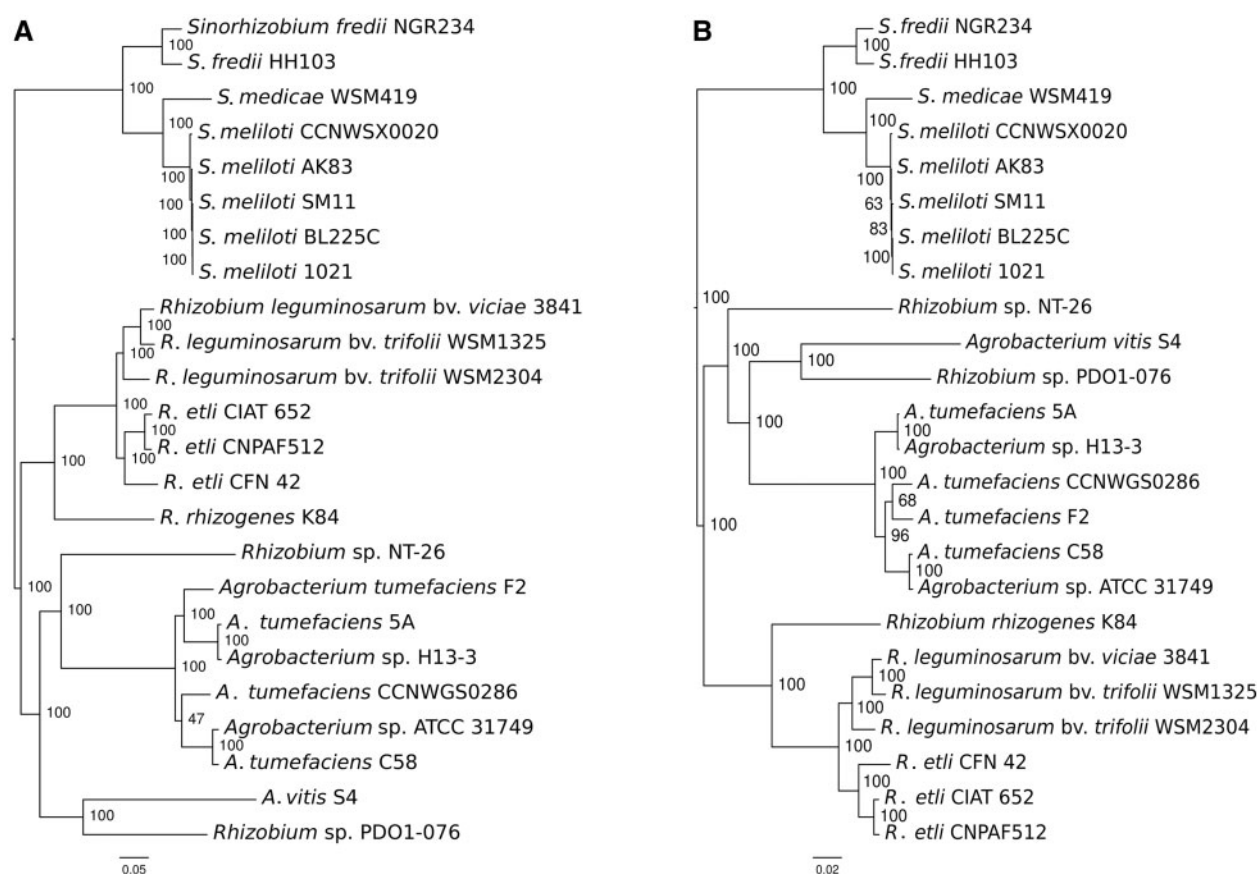 A
Sinorhizobium fredii NGR234
100
S. fredii HH103
100
S. medicae WSM419
100
S. meliloti CCNWSX0020
S. meliloti AK83
100
100
S. meliloti SM11
100
S. meliloti BL225C
100
S. meliloti 1021
Rhizobium leguminosarum bv. viciae 3841
100
R. leguminosarum bv. trifolii WSM1325
100
R. leguminosarum bv. trifolii WSM2304
100
R. etli CIAT 652
100
R. etli CNPAF512
100
100
R. etli CFN 42
R. rhizogenes K84
Rhizobium sp. NT-26
100
100
Agrobacterium tumefaciens F2
100
A. tumefaciens 5A
100
Agrobacterium sp. H13-3
100
A. tumefaciens CCNWGS0286
100
47
Agrobacterium sp. ATCC 31749
100
A. tumefaciens C58
A.vitis S4
100
Rhizobium sp. PDO1-076
0.05
B
S. fredii NGR234
100
S.fredii HH103
100
S. medicae WSM419
100
S. meliloti CCNWSX0020
S. meliloti AK83
100
63
S.meliloti SM11
83
S. meliloti BL225C
100
S. meliloti 1021
100
Rhizobium sp. NT-26
100
Agrobacterium vitis S4
100
Rhizobium sp. PDO1-076
100
A. tumefaciens 5A
100
Agrobacterium sp. H13-3
100
A. tumefaciens CCNWGS0286
68
A. tumefaciens F2
100
96
A. tumefaciens C58
100
Agrobacterium sp. ATCC 31749
Rhizobium rhizogenes K84
100
R. leguminosarum bv. viciae 3841
100
R. leguminosarum bv. trifolii WSM1325
100
R. leguminosarum bv. trifolii WSM2304
100
R. etli CFN 42
100
R. etli CIAT 652
100
R. etli CNPAF512
0.02